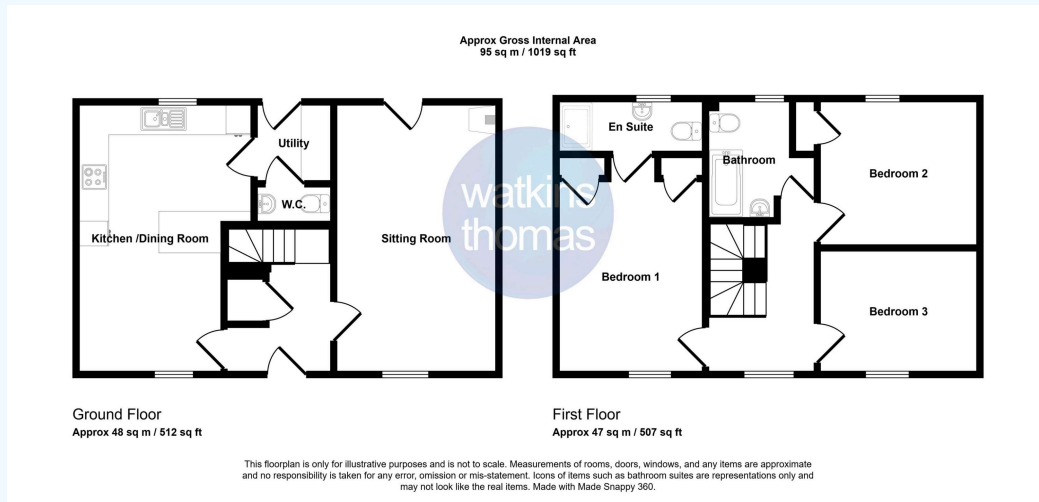 Approx Gross Internal Area
95 sq m / 1019 sq ft
Utility
W.C.
Kitchen /Dining Room
Sitting Room
En Suite
Bathroom
Bedroom 2
Bedroom 1
Bedroom 3
watkins
thomas
Ground Floor
Approx 48 sq m / 512 sq ft
First Floor
Approx 47 sq m / 507 sq ft
This floorplan is only for illustrative purposes and is not to scale. Measurements of rooms, doors, windows, and any items are approximate
and no responsibility is taken for any error, omission or mis-statement. Icons of items such as bathroom suites are representations only and
may not look like the real items. Made with Made Snappy 360.